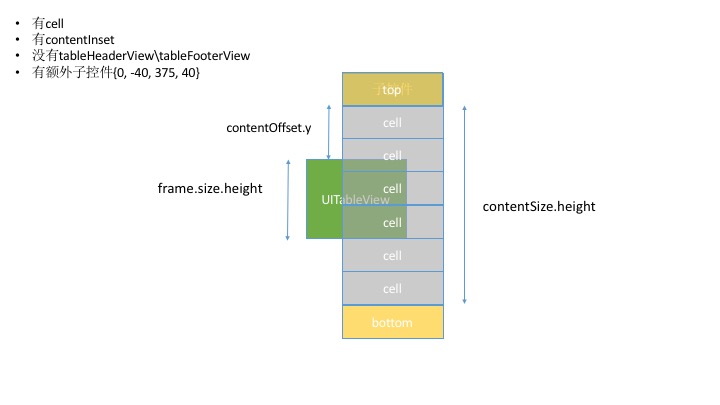 有cell
有contentInset
没有tableHeaderView\tableFooterView
有额外子控件{0, -40, 375, 40}
子控件
top
contentOffset.y
cell
cell
frame.size.height
cell
UITableView
contentSize.height
cell
cell
cell
bottom